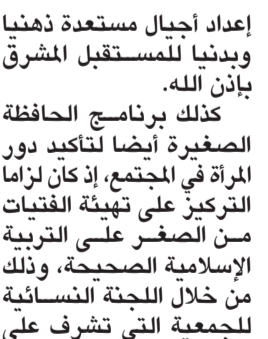 إعداد أجيال مستعدة ذهنيا
وبدنيا للمستقبل المشرق
بإذن الله.
كذلك برنامج الحافظة
الصغيرة أيضا لتأكيد دور
المرأة في المجتمع، إذ كان لزاما
التركيز على تهيئة الفتيات
من الصغر على التربية
الإسلامية الصحيحة، وذلك
من خلال اللجنة النسائية
للجمعية التي تشرف على